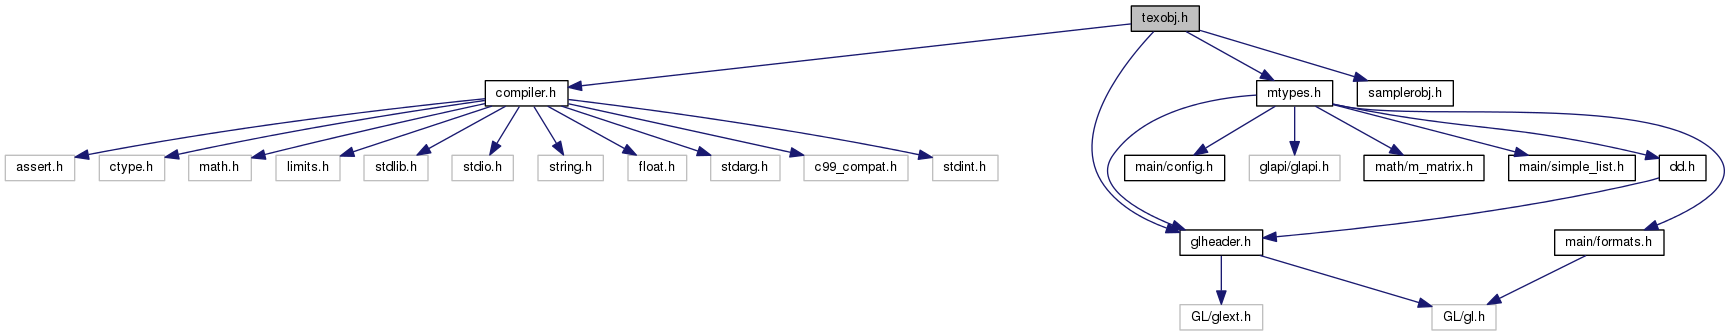 texobj.h
compiler.h
mtypes.h
samplerobj.h
assert.h
ctype.h
math.h
limits.h
stdlib.h
stdio.h
string.h
float.h
stdarg.h
c99_compat.h
stdint.h
main/config.h
glapi/glapi.h
math/m_matrix.h
main/simple_list.h
dd.h
glheader.h
main/formats.h
GL/glext.h
GL/gl.h